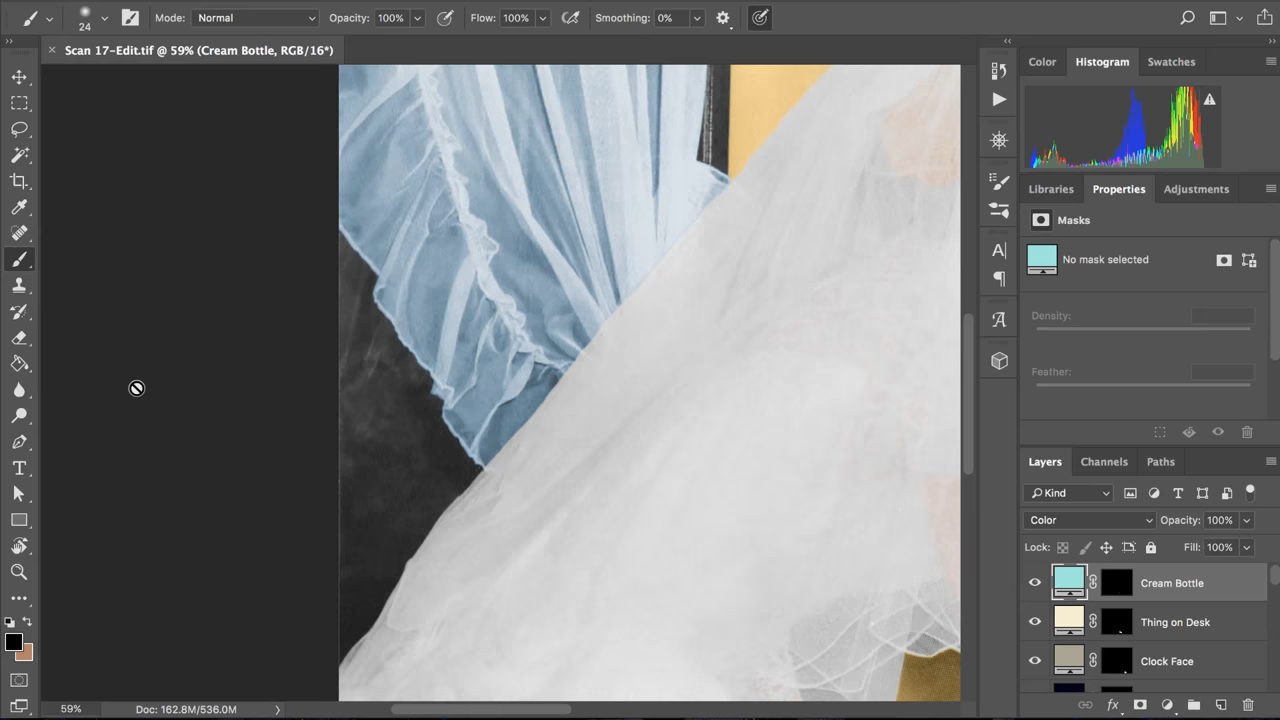 24
Mode: Normal
Opacity: 100%
Flow: 100%
Smoothing: 0%
Scan 17-Edit.tif @ 59% (Cream Bottle, RGB/16*)
Color
Histogram
Swatches
Libraries
Properties
Adjustments
Masks
No mask selected
Density:
Feather:
Layers
Channels
Paths
Kind
Color
Opacity: 100%
Lock:
Fill: 100%
Cream Bottle
Thing on Desk
Clock Face
59%
Doc: 162.8M/536.0M
fx